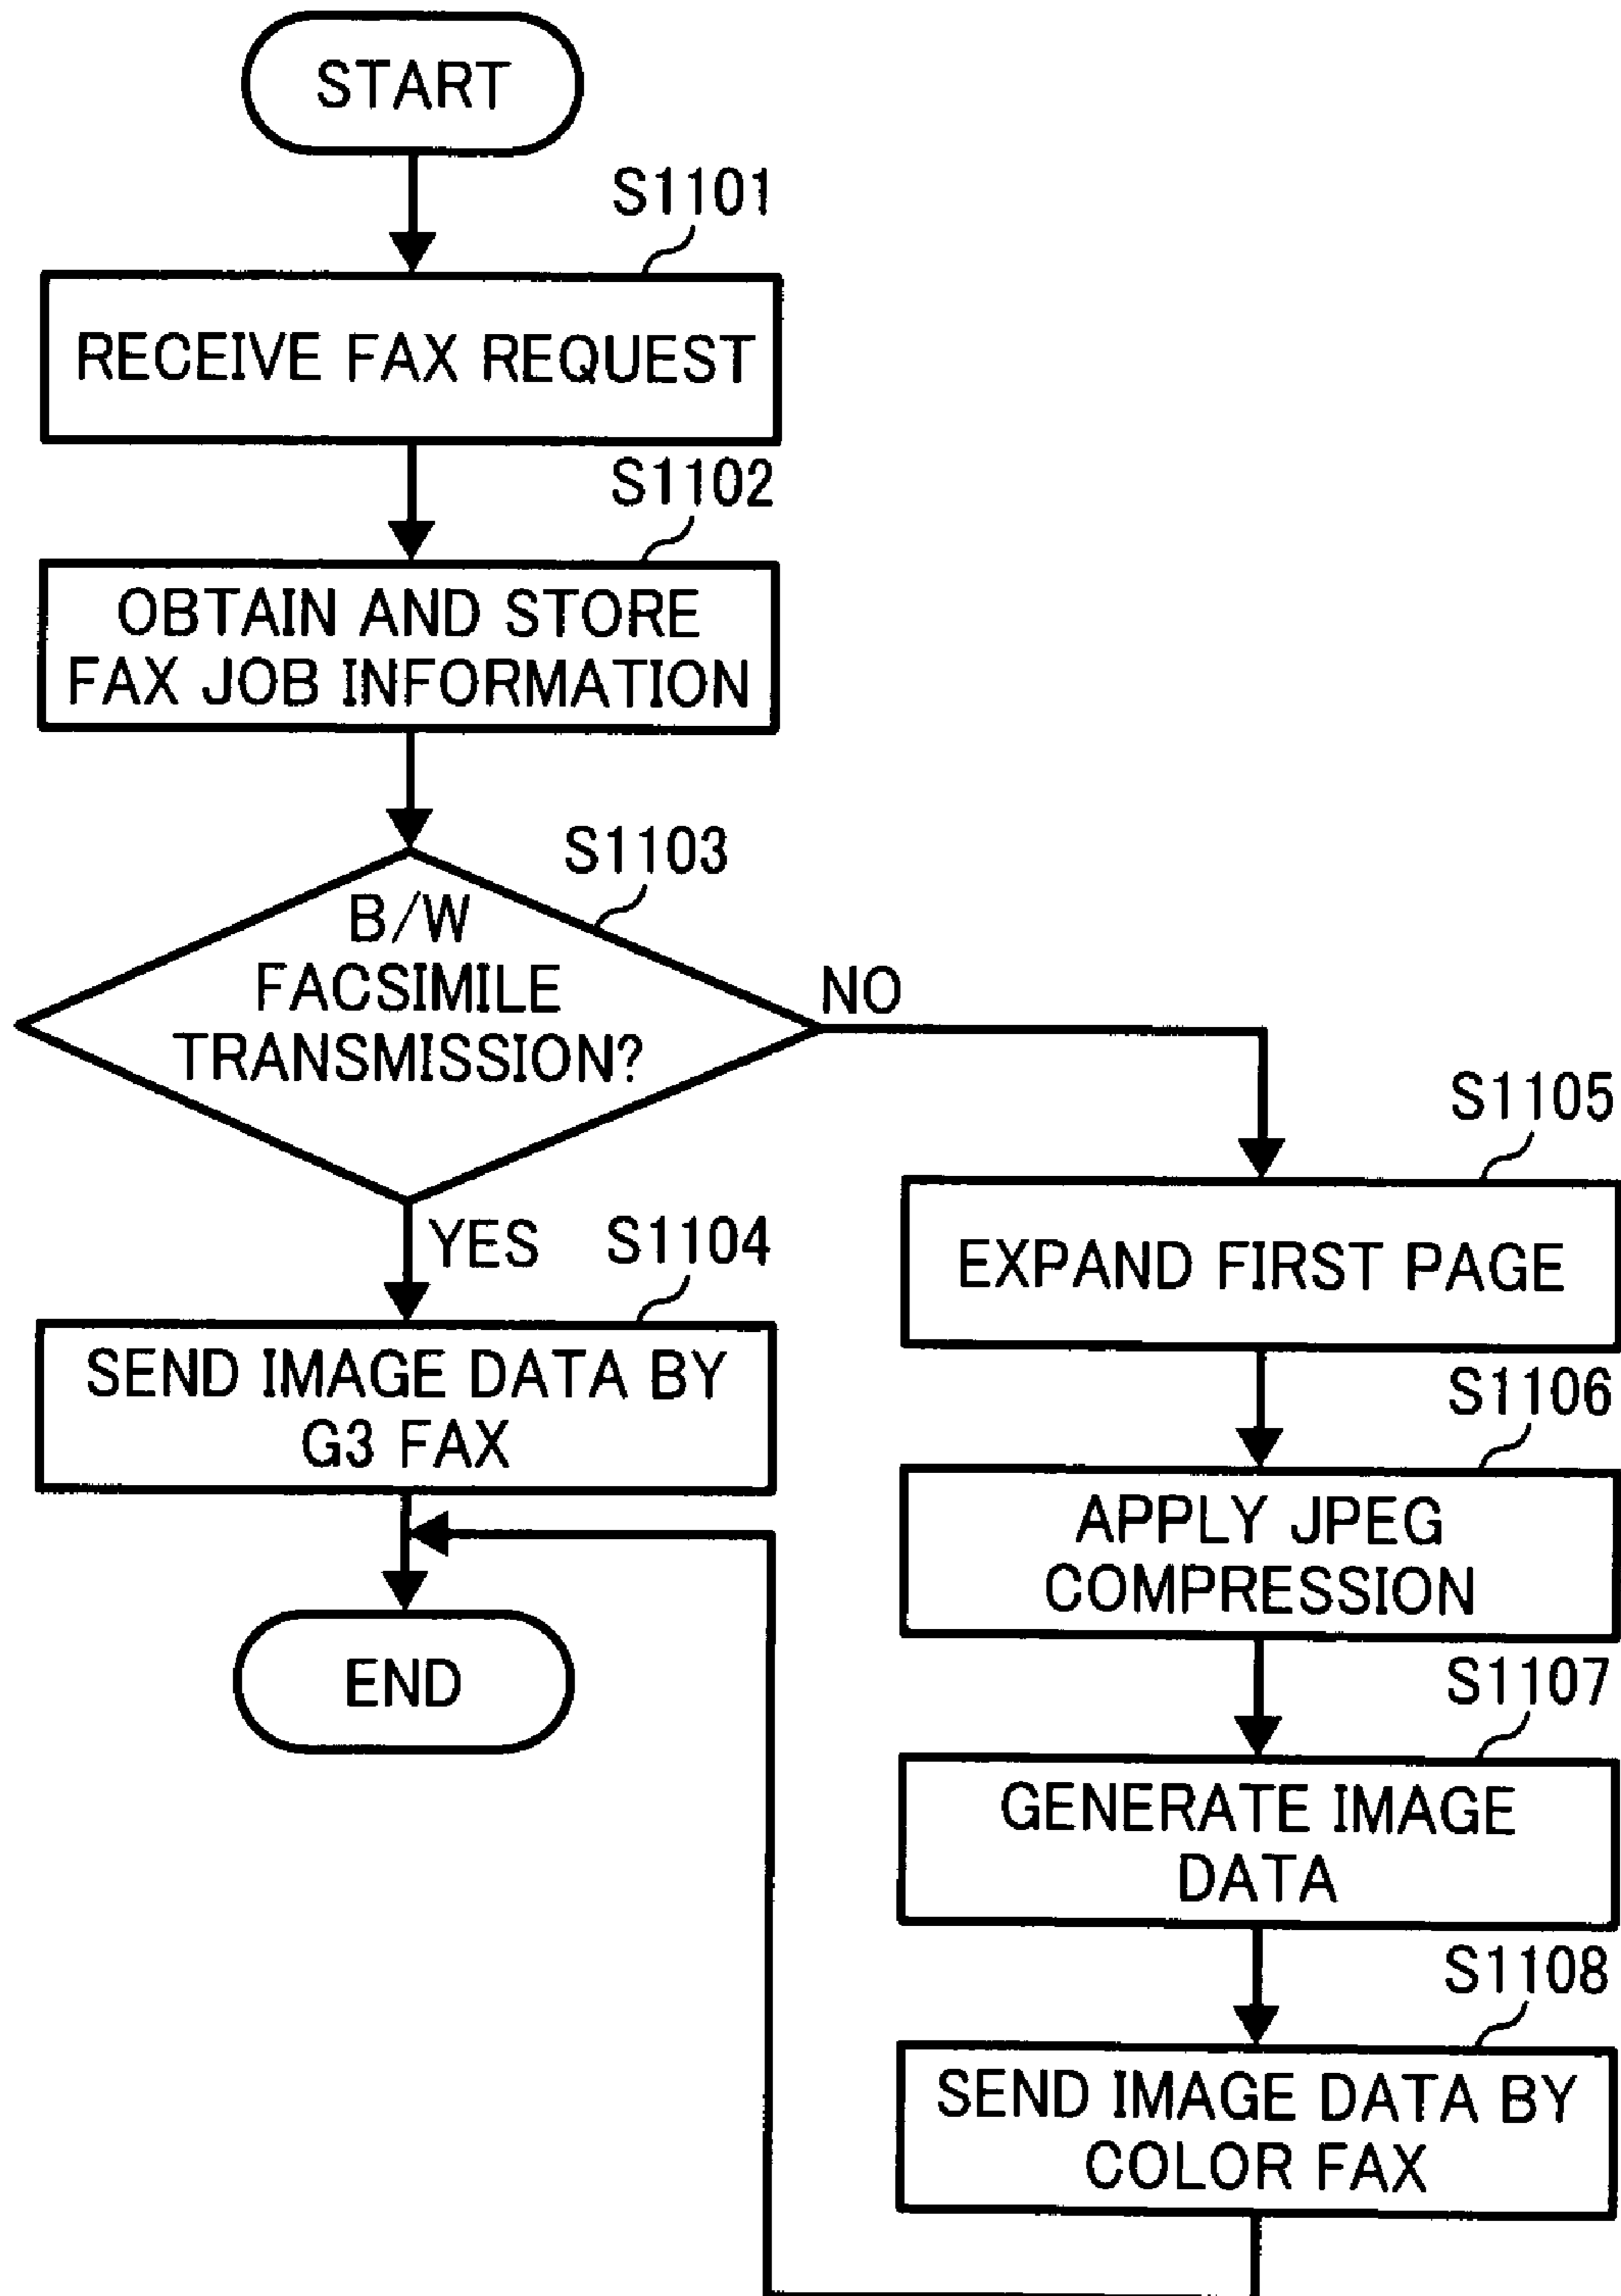 START
S1101
RECEIVE FAX REQUEST
S1102
OBTAIN AND STORE
FAX JOB INFORMATION
S1103
B/W
FACSIMILE
TRANSMISSION?
NO
YES
S1104
SEND IMAGE DATA BY
G3 FAX
END
S1105
EXPAND FIRST PAGE
S1106
APPLY JPEG
COMPRESSION
S1107
GENERATE IMAGE
DATA
S1108
SEND IMAGE DATA BY
COLOR FAX